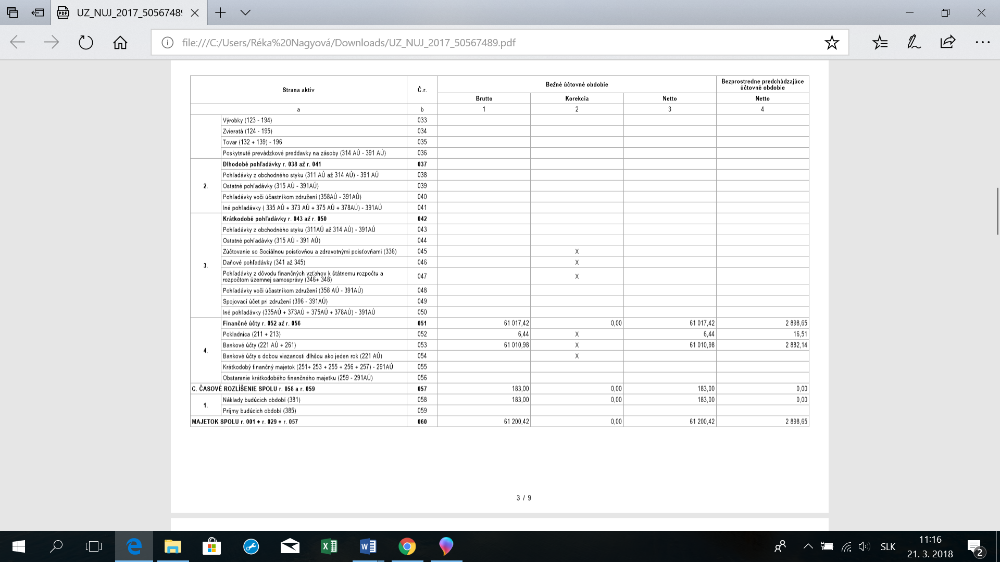 UZ_NUJ_2017_50567489
file:///C:/Users/Réka%20Nagyová/Downloads/UZ_NUJ_2017_50567489.pdf
Strana aktív Č.r. Bežné účtovné obdobie Bezprostredne predchádzajúce účtovné obdobie
Brutto Korekcia Netto Netto
a b 1 2 3 4
Výrobky (123 - 194) 033
Zvieratá (124 - 195) 034
Tovar (132 + 139) - 196 035
Poskytnuté prevádzkové preddavky na zásoby (314 AÚ - 391 AÚ) 036
2.
Dlhodobé pohľadávky r. 038 až r. 041 037
Pohľadávky z obchodného styku (311 AÚ až 314 AÚ) - 391 AÚ 038
Ostatné pohľadávky (315 AÚ - 391AÚ) 039
Pohľadávky voči účastníkom združení (358AÚ - 391AÚ) 040
Iné pohľadávky ( 335 AÚ + 373 AÚ + 375 AÚ + 378AÚ) - 391AÚ 041
3.
Krátkodobé pohľadávky r. 043 až r. 050 042
Pohľadávky z obchodného styku (311AÚ až 314 AÚ) - 391AÚ 043
Ostatné pohľadávky (315 AÚ - 391 AÚ) 044
Zúčtovanie so Sociálnou poisťovňou a zdravotnými poisťovňami (336) 045 X
Daňové pohľadávky (341 až 345) 046 X
Pohľadávky z dôvodu finančných vzťahov k štátnemu rozpočtu a
rozpočtom územnej samosprávy (346+ 348) 047 X
Pohľadávky voči účastníkom združení (358 AÚ - 391AÚ) 048
Spojovací účet pri združení (396 - 391AÚ) 049
Iné pohľadávky (335AÚ + 373AÚ + 375AÚ + 378AÚ) - 391AÚ 050
4.
Finančné účty r. 052 až r. 056 051 61 017,42 0,00 61 017,42 2 898,65
Pokladnica (211 + 213) 052 6,44 X 6,44 16,51
Bankové účty (221 AÚ + 261) 053 61 010,98 X 61 010,98 2 882,14
Bankové účty s dobou viazanosti dlhšou ako jeden rok (221 AÚ) 054 X
Krátkodobý finančný majetok (251+ 253 + 255 + 256 + 257) - 291AÚ 055
Obstaranie krátkodobého finančného majetku (259 - 291AÚ) 056
C. ČASOVÉ ROZLÍŠENIE SPOLU r. 058 a r. 059 057 183,00 0,00 183,00 0,00
1.
Náklady budúcich období (381) 058 183,00 0,00 183,00 0,00
Príjmy budúcich období (385) 059
MAJETOK SPOLU r. 001 + r. 029 + r. 057 060 61 200,42 0,00 61 200,42 2 898,65
3 / 9
SLK
11:16
21. 3. 2018
2